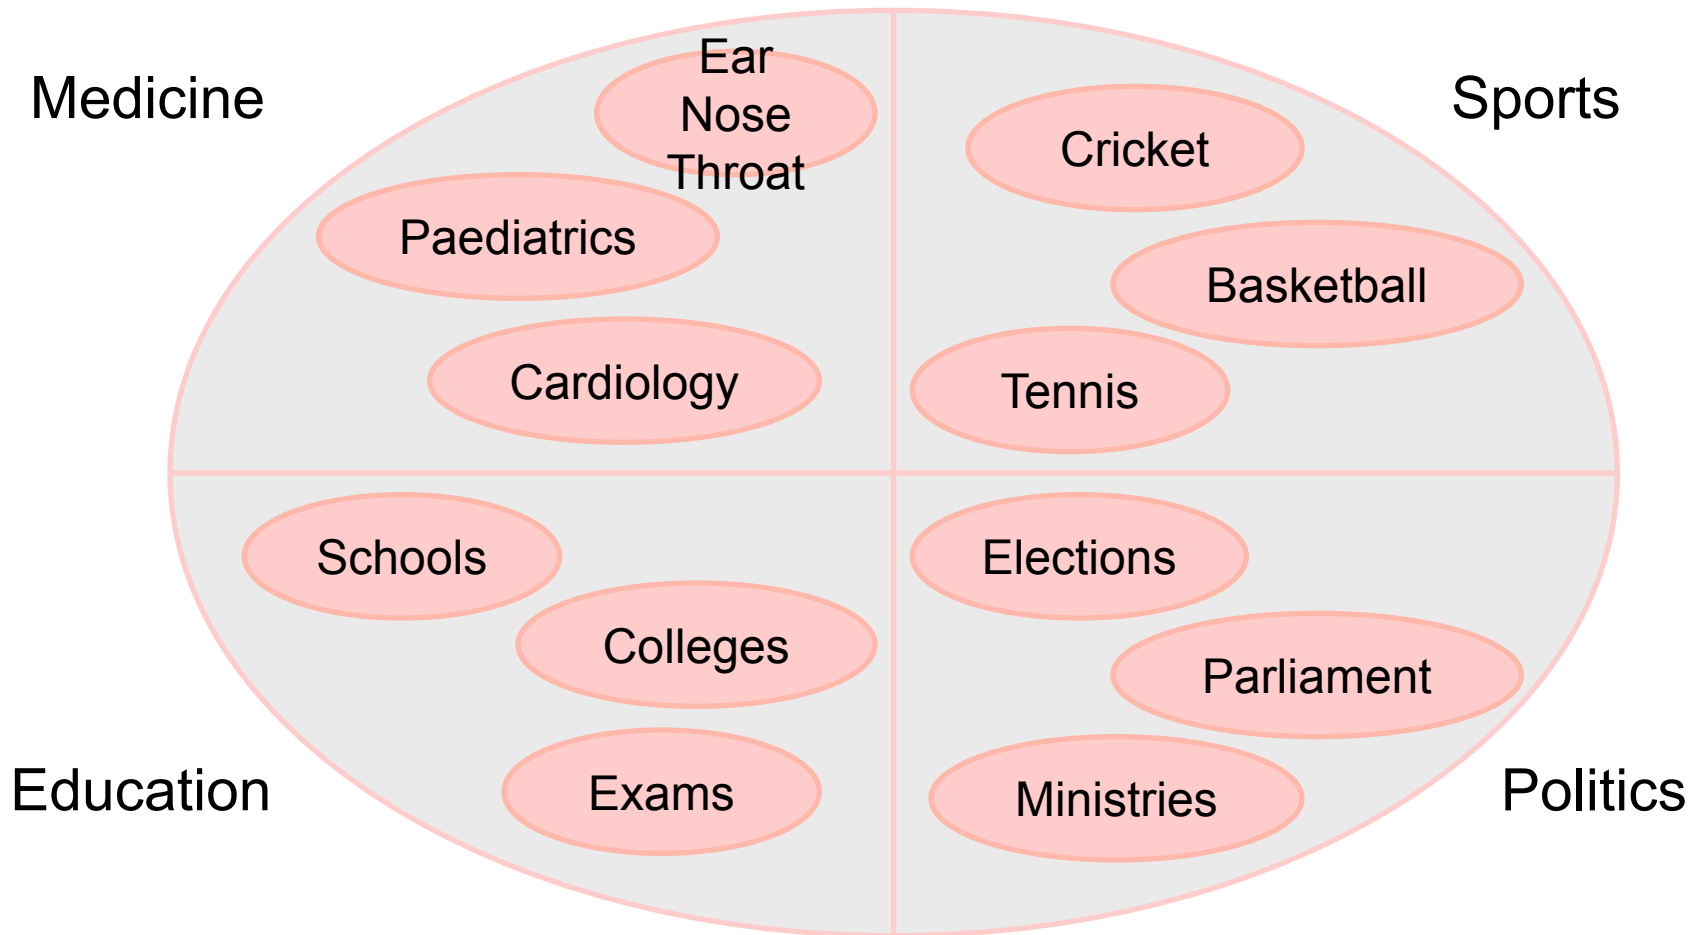 Medicine
Ear
Nose
Throat
Paediatrics
Cardiology
Sports
Cricket
Basketball
Tennis
Education
Schools
Colleges
Exams
Elections
Parliament
Ministries
Politics